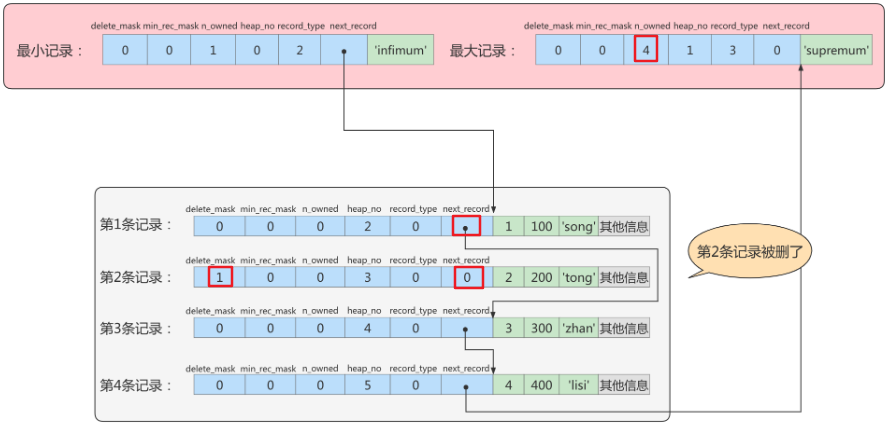 delete_mask min_rec_mask n_owned heap_no record_type next_record
最小记录： 0 0 1 0 2 'infimum'
delete_mask min_rec_mask n_owned heap_no record_type next_record
最大记录： 0 0 4 1 3 0 'supremum'
delete_mask min_rec_mask n_owned heap_no record_type next_record
第1条记录： 0 0 0 2 0 1 100 'song' 其他信息
delete_mask min_rec_mask n_owned heap_no record_type next_record
第2条记录： 1 0 0 3 0 0 2 200 'tong' 其他信息
第2条记录被删了
delete_mask min_rec_mask n_owned heap_no record_type next_record
第3条记录： 0 0 0 4 0 3 300 'zhan' 其他信息
delete_mask min_rec_mask n_owned heap_no record_type next_record
第4条记录： 0 0 0 5 0 4 400 'lisi' 其他信息